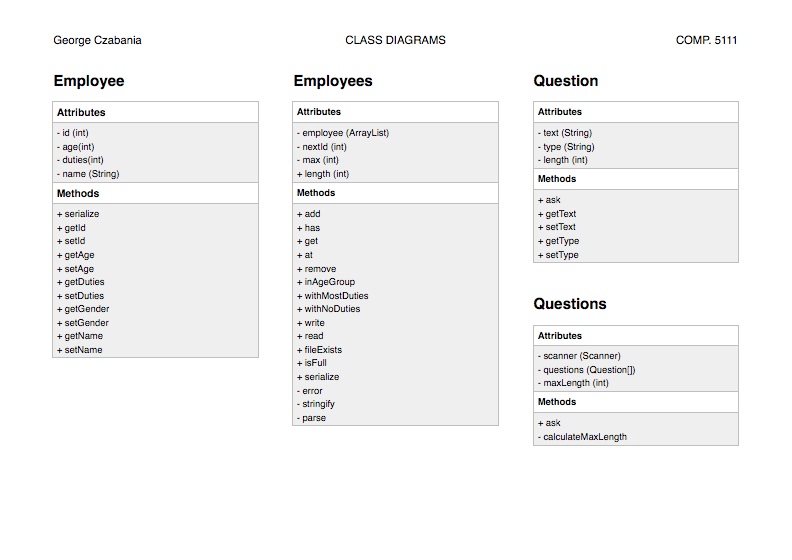 George Czabania
CLASS DIAGRAMS
COMP. 5111
Employee
Attributes
- id (int)
- age(int)
- duties(int)
- name (String)
Methods
+ serialize
+ getId
+ setId
+ getAge
+ setAge
+ getDuties
+ setDuties
+ getGender
+ setGender
+ getName
+ setName
Employees
Attributes
- employee (ArrayList)
- nextId (int)
- max (int)
+ length (int)
Methods
+ add
+ has
+ get
+ at
+ remove
+ inAgeGroup
+ withMostDuties
+ withNoDuties
+ write
+ read
+ fileExists
+ isFull
+ serialize
- error
- stringify
- parse
Question
Attributes
- text (String)
- type (String)
- length (int)
Methods
+ ask
+ getText
+ setText
+ getType
+ setType
Questions
Attributes
- scanner (Scanner)
- questions (Question[])
- maxLength (int)
Methods
+ ask
- calculateMaxLength